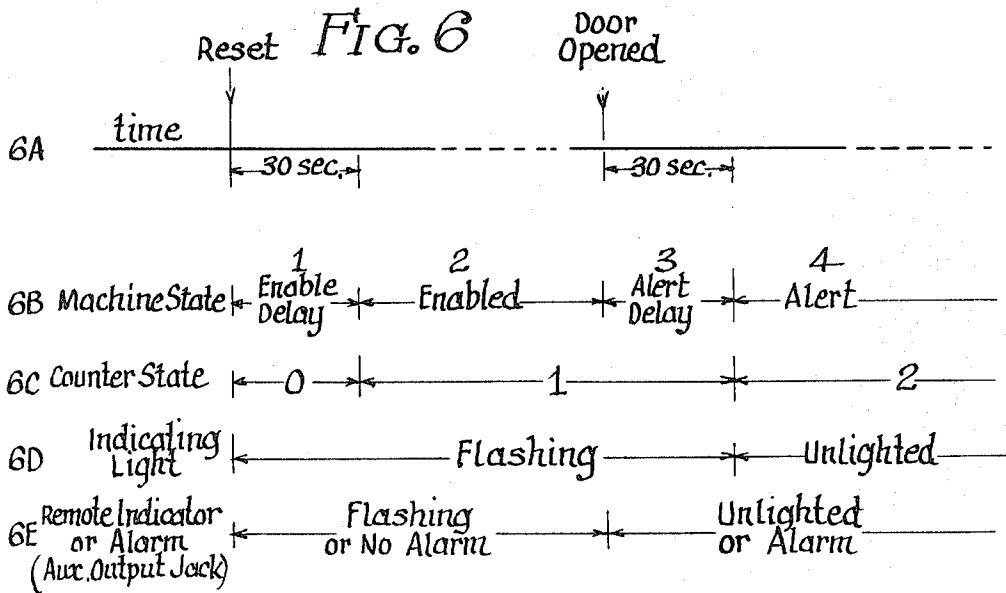 FIG. 6
Reset
Door
Opened
6A
time
30 sec.
30 sec.
6B Machine State
1
Enable
Delay
2
Enabled
3
Alert
Delay
4
Alert
6C Counter State
0
1
2
6D
Indicating
Light
Flashing
Unlighted
6E
Remote Indicator
or Alarm
(Aux. Output Jack)
Flashing
or No Alarm
Unlighted
or Alarm